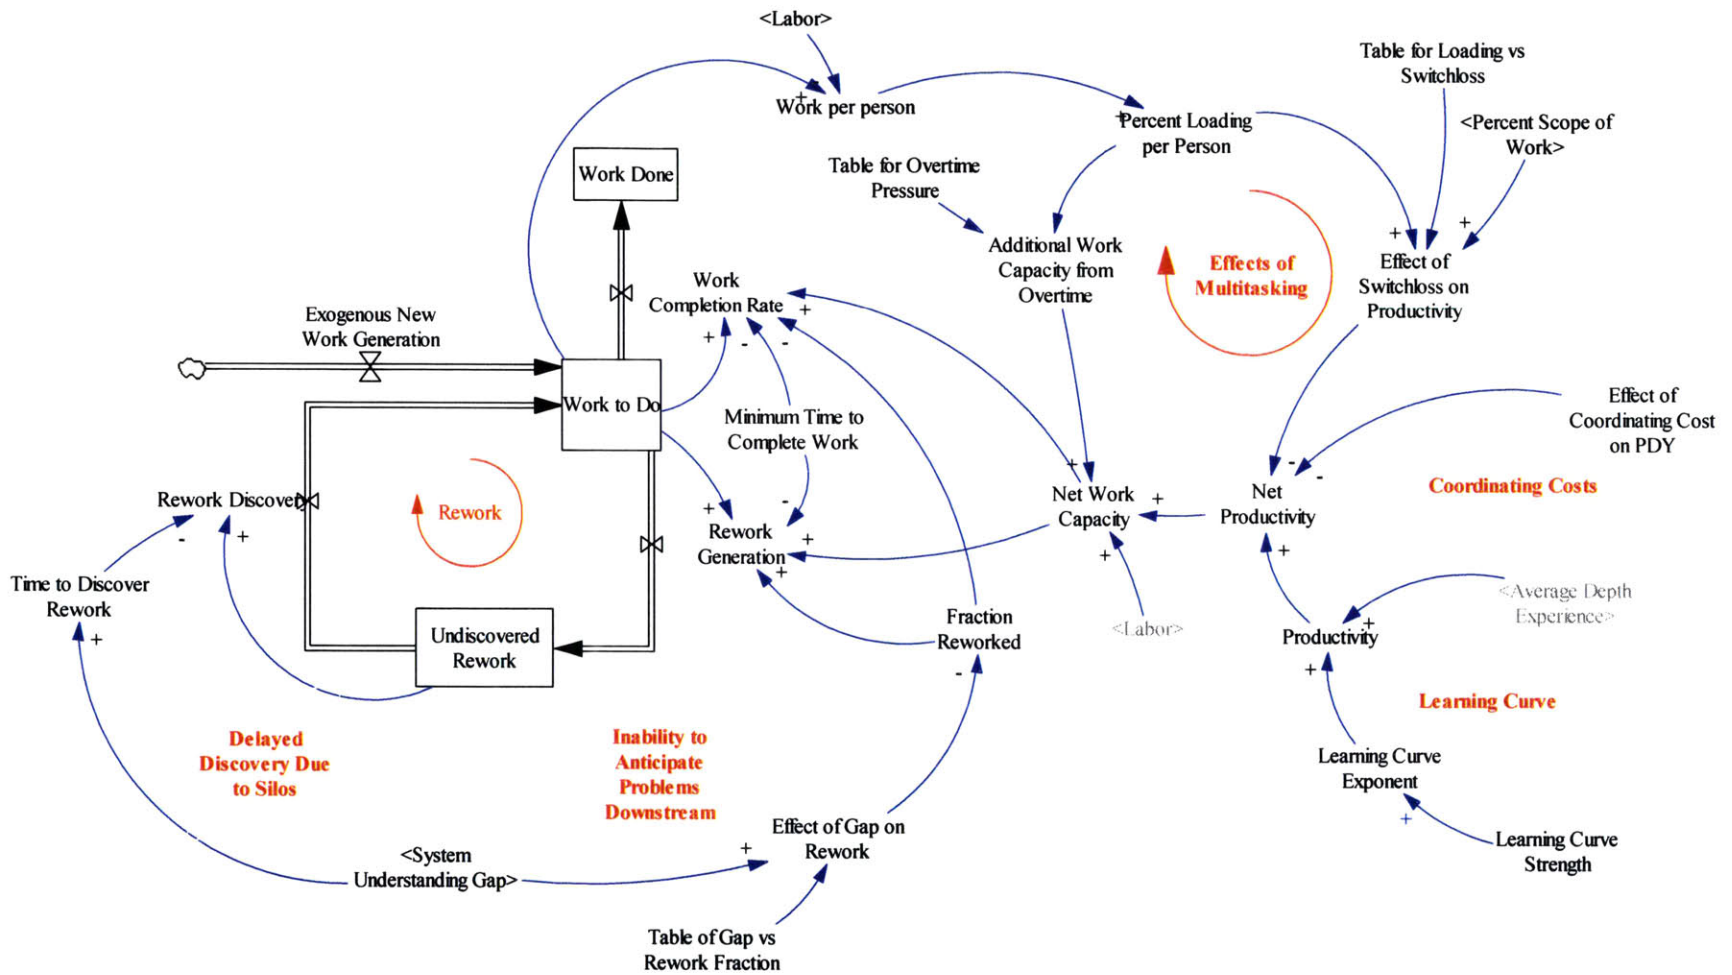 <Labor>
Work per person
Table for Loading vs
Switchloss
<Percent Scope of
Work>
Percent Loading
per Person
Work Done
Table for Overtime
Pressure
Additional Work
Capacity from
Overtime
Effects of
Multitasking
Effect of
Switchloss on
Productivity
Work
Completion Rate
Exogenous New
Work Generation
Work to Do
Minimum Time to
Complete Work
Effect of
Coordinating Cost
on PDY
Coordinating Costs
Rework Discovery
Rework
Rework
Generation
Net Work
Capacity
Net
Productivity
Time to Discover
Rework
Undiscovered
Rework
Fraction
Reworked
<Labor>
<Average Depth
Experience>
Productivity
Learning Curve
Delayed
Discovery Due
to Silos
Inability to
Anticipate
Problems
Downstream
Learning Curve
Exponent
Effect of Gap on
Rework
<System
Understanding Gap>
Learning Curve
Strength
Table of Gap vs
Rework Fraction